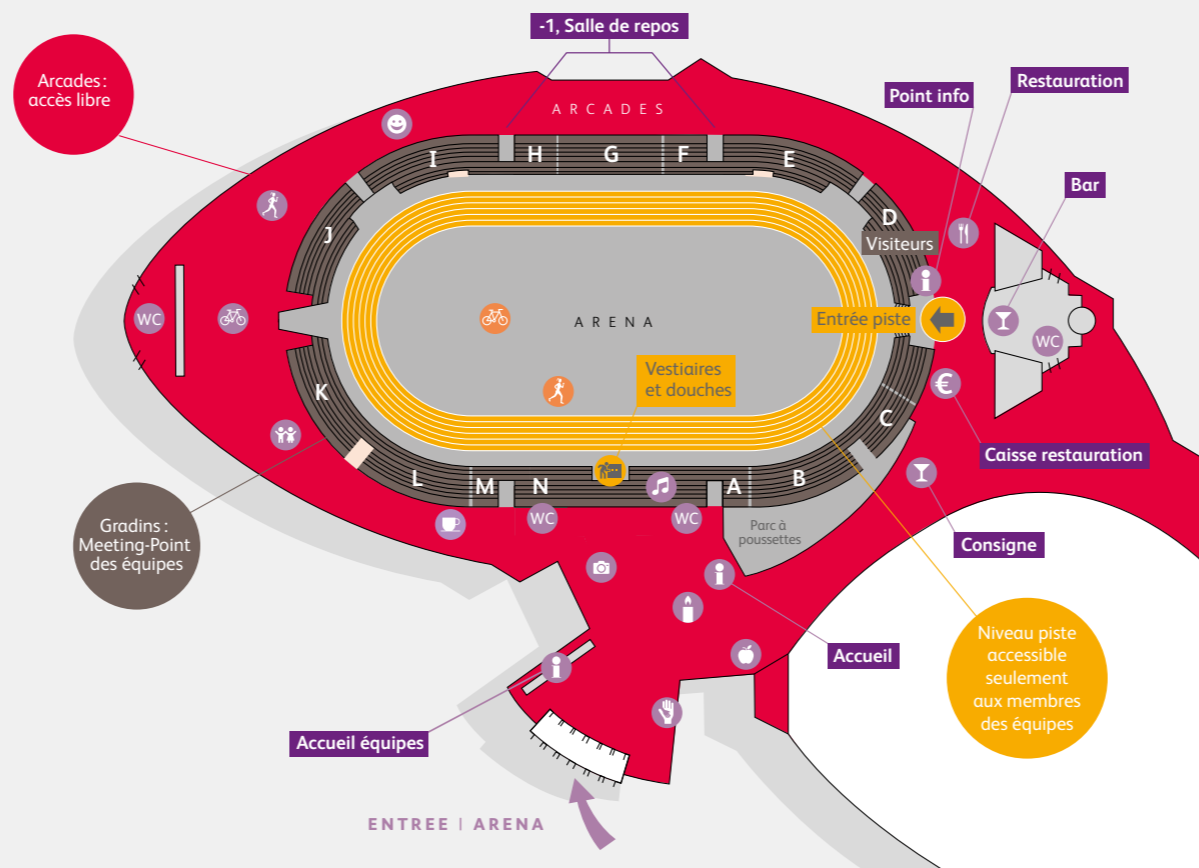 -1, Salle de repos
Arcades :
accès libre
ARCADES
Point info
Restauration
Bar
I
H
G
F
E
J
D
Visiteurs
WC
ARENA
Entrée piste
WC
Vestiaires
et douches
K
€
C
Caisse restauration
L
M
N
A
B
WC
WC
Parc à
poussettes
Gradins :
Meeting-Point
des équipes
Consigne
Accueil
Niveau piste
accessible
seulement
aux membres
des équipes
Accueil équipes
ENTREE | ARENA